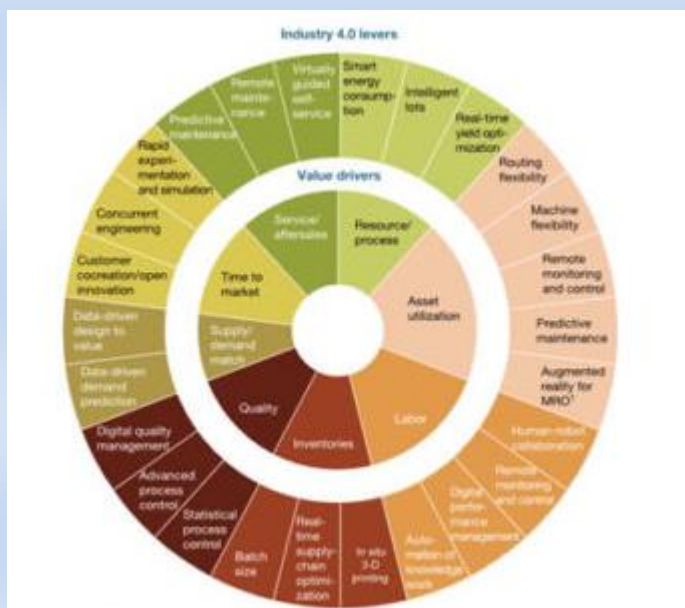 Industry 4.0 levers
Smart
energy
consump-
tion
Intelligent
lots
Real-time
yield opti-
mization
Routing
flexibility
Machine
flexibility
Remote
monitoring
and control
Predictive
maintenance
Augmented
reality for
MRO¹
Human-robot
collaboration
Remote
monitoring
and control
Digital
perfor-
mance
management
Auto-
mation of
knowledge
work
In situ
3-D
printing
Real-
time
supply-
chain
optimi-
zation
Batch
size
Statistical
process
control
Advanced
process
control
Digital quality
management
Data-driven
demand
prediction
Data-driven
design to
value
Customer
cocreation/open
innovation
Concurrent
engineering
Rapid
experi-
mentation
and simulation
Predictive
maintenance
Remote
mainte-
nance
Virtually
guided
self-
service
Value drivers
Resource/
process
Asset
utilization
Labor
Inventories
Quality
Supply/
demand
match
Time to
market
Service/
aftersales